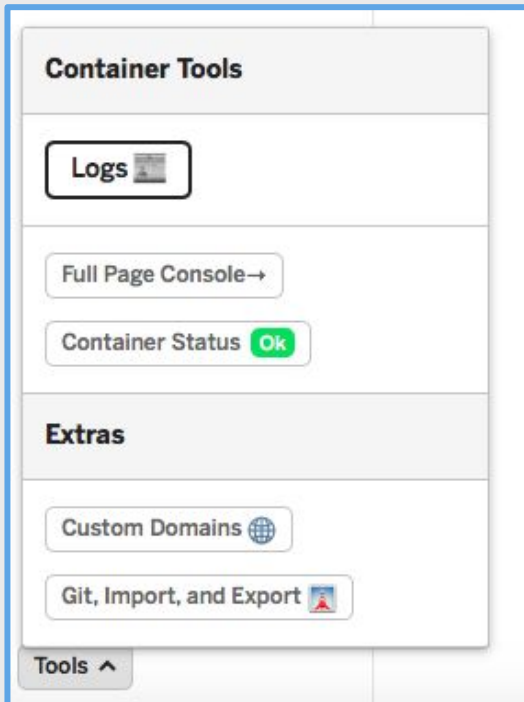 Container Tools
Logs
Full Page Console→
Container Status Ok
Extras
Custom Domains
Git, Import, and Export
Tools